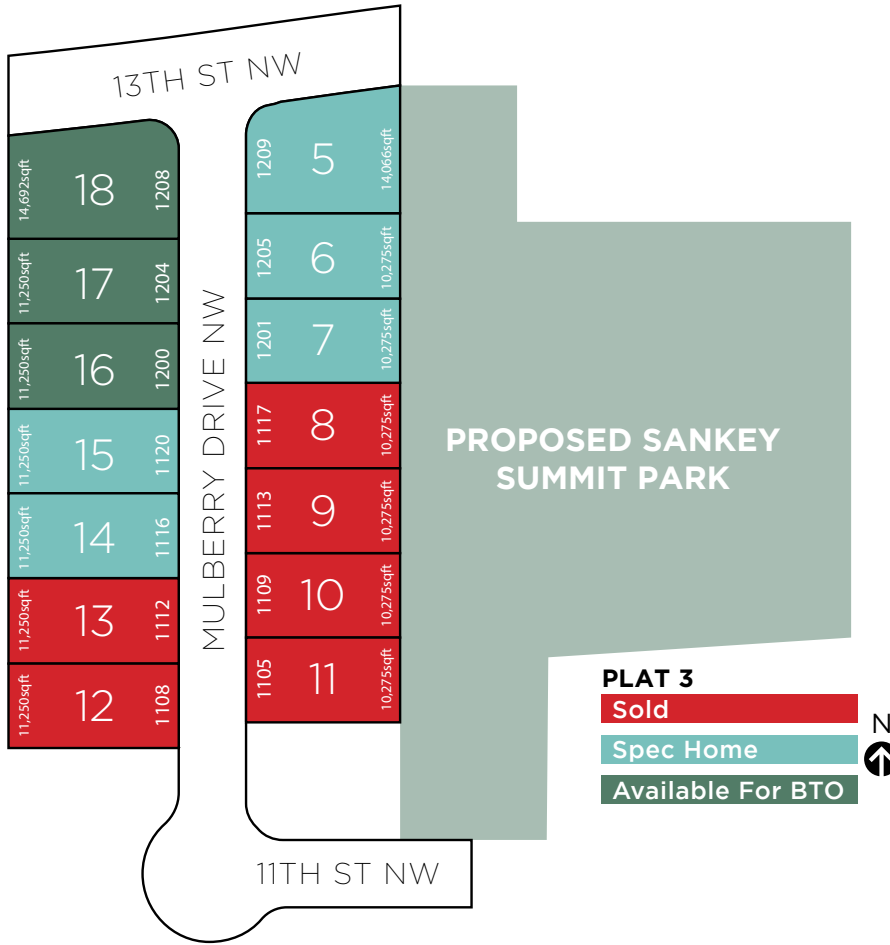 13TH ST NW
14,692sqft
18
1208
11,250sqft
17
1204
11,250sqft
16
1200
11,250sqft
15
1120
11,250sqft
14
1116
11,250sqft
13
1112
11,250sqft
12
1108
MULBERRY DRIVE NW
1209
5
14,066sqft
1205
6
10,275sqft
1201
7
10,275sqft
1117
8
10,275sqft
1113
9
10,275sqft
1109
10
10,275sqft
1105
11
10,275sqft
PROPOSED SANKEY
SUMMIT PARK
PLAT 3
Sold
Spec Home
Available For BTO
N
11TH ST NW